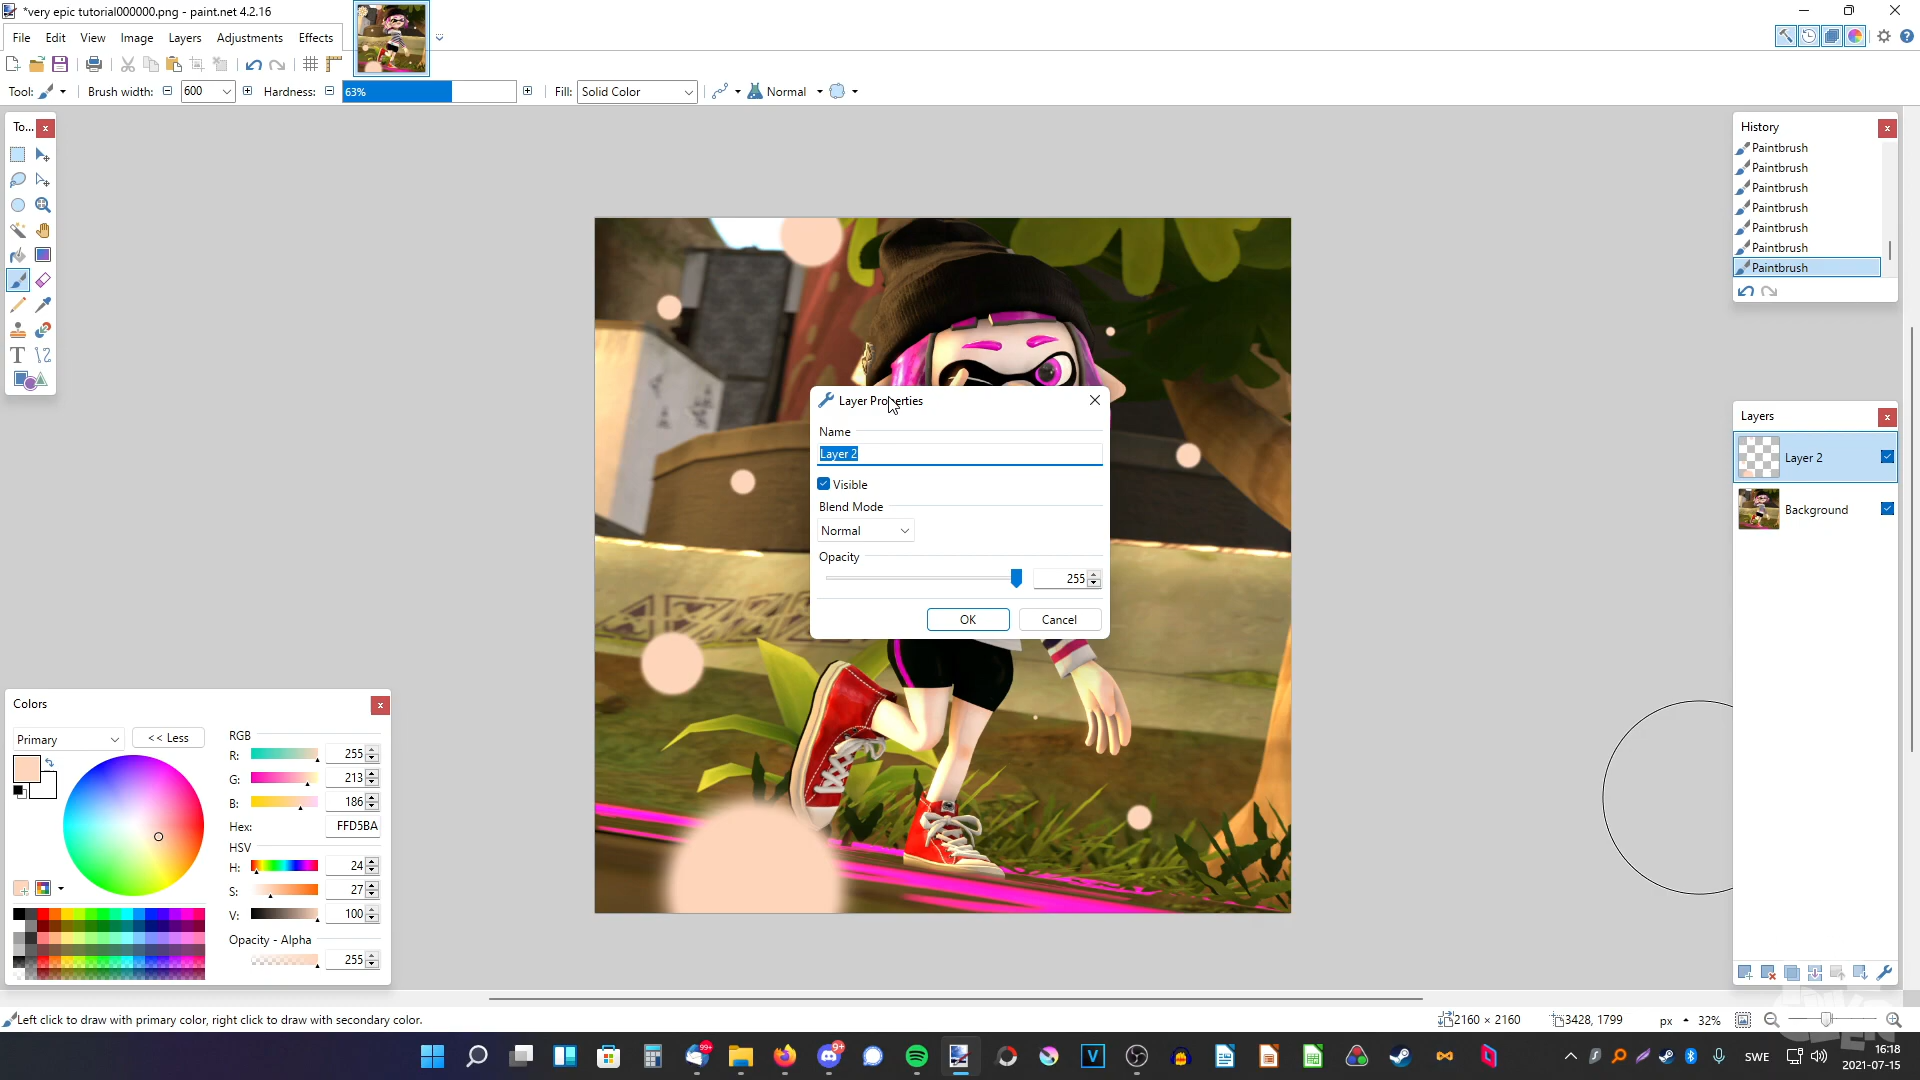 *very epic tutorial000000.png - paint.net 4.2.16
File Edit View Image Layers Adjustments Effects
Tool: Brush width: 600 Hardness: 63% Fill: Solid Color Normal
To...
History
Paintbrush
Paintbrush
Paintbrush
Paintbrush
Paintbrush
Paintbrush
Paintbrush
Layer Properties
Name
Layer 2
Visible
Blend Mode
Normal
Opacity
255
OK Cancel
Layers
Layer 2
Background
Colors
Primary << Less
RGB
R: 255
G: 213
B: 186
Hex: FFD5BA
HSV
H: 24
S: 27
V: 100
Opacity - Alpha
255
Left click to draw with primary color, right click to draw with secondary color.
2160 × 2160 3428, 1799 px 32%
99+ 9+ V SWE 16:18
2021-07-15